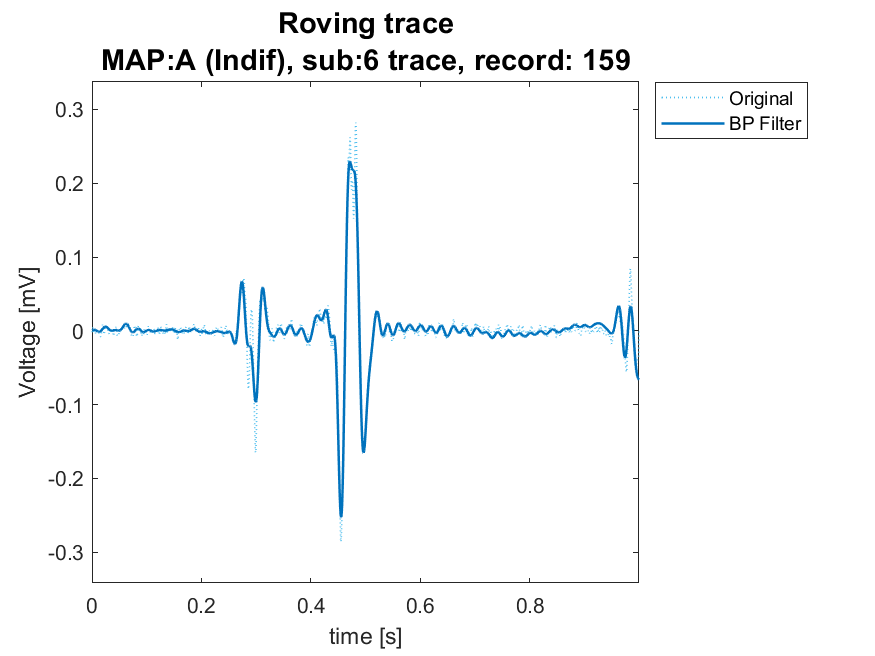 Roving trace
MAP:A (Indif), sub:6 trace, record: 159
Original
BP Filter
0.3
0.2
0.1
0
-0.1
-0.2
-0.3
Voltage [mV]
0
0.2
0.4
0.6
0.8
time [s]